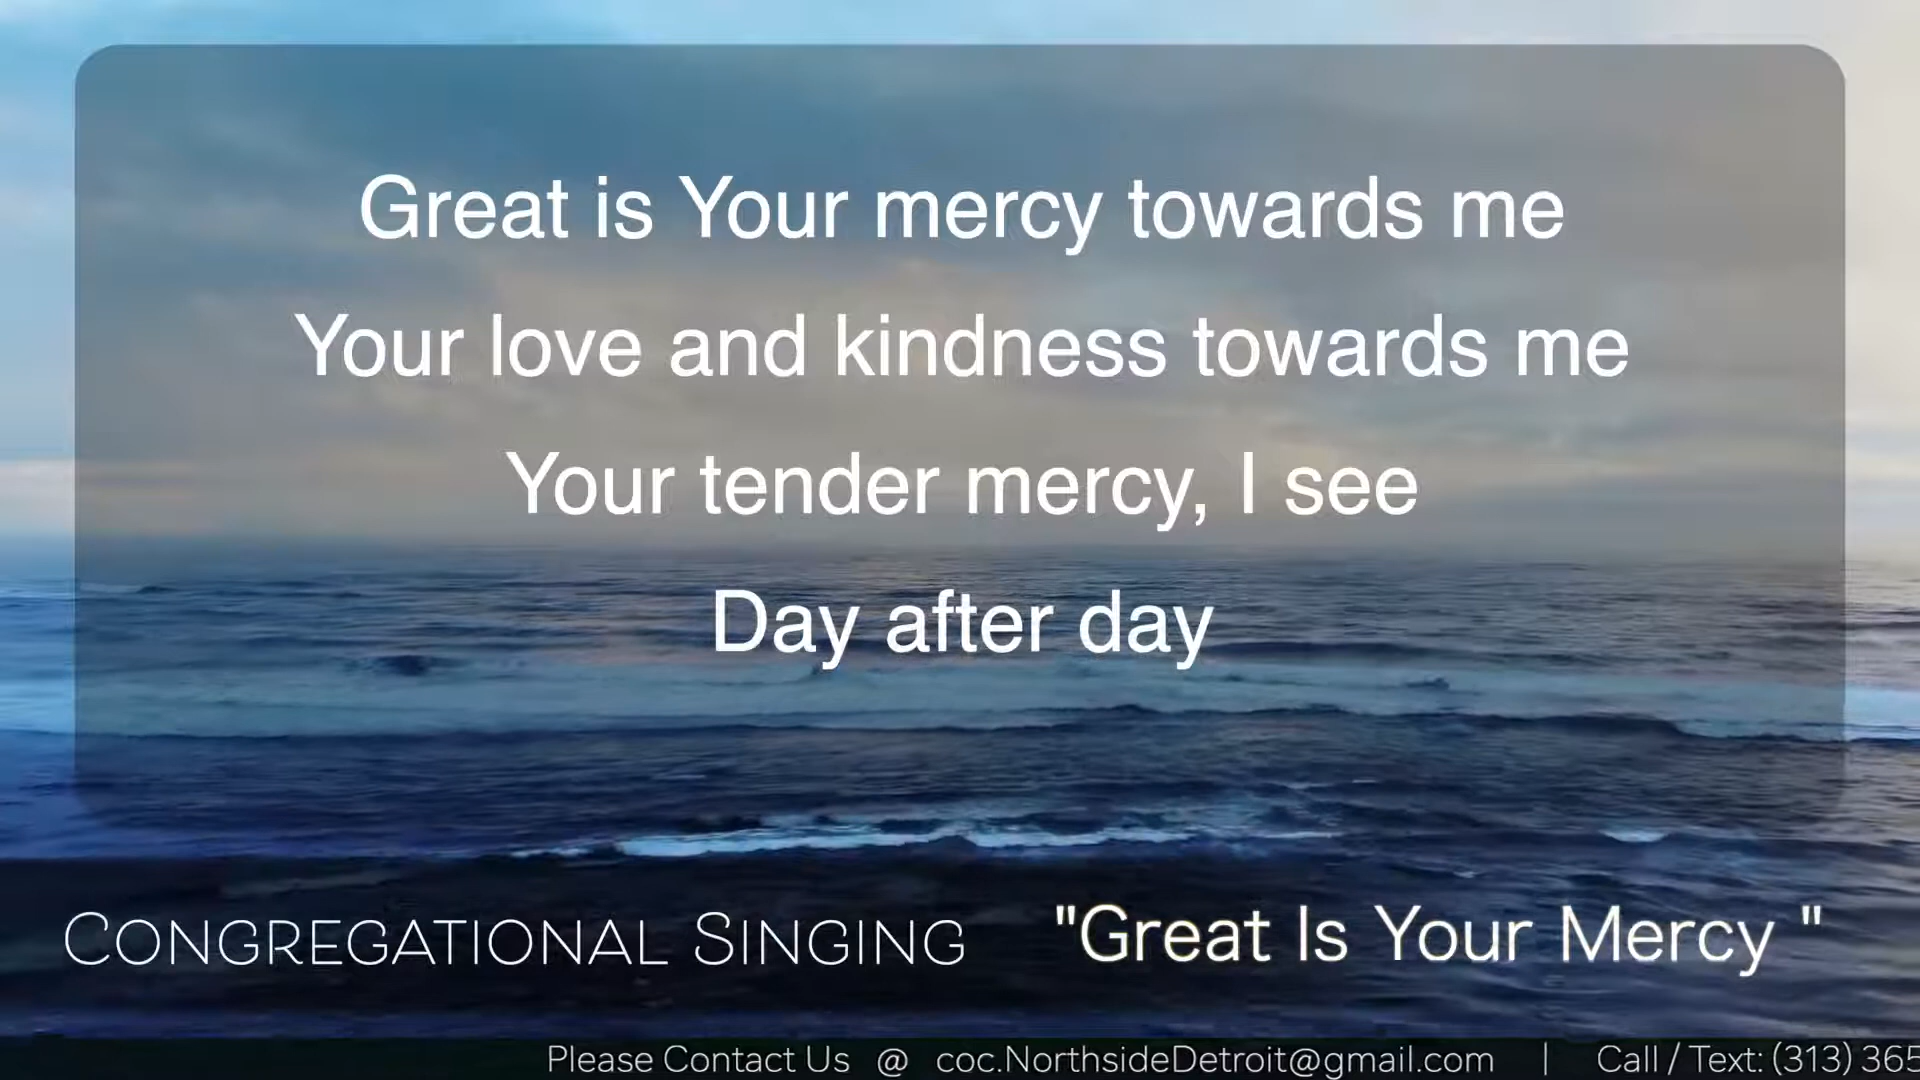 Great is Your mercy towards me
Your love and kindness towards me
Your tender mercy, I see
Day after day
CONGREGATIONAL SINGING "Great Is Your Mercy "
Please Contact Us @ coc.NorthsideDetroit@gmail.com | Call / Text: (313) 365